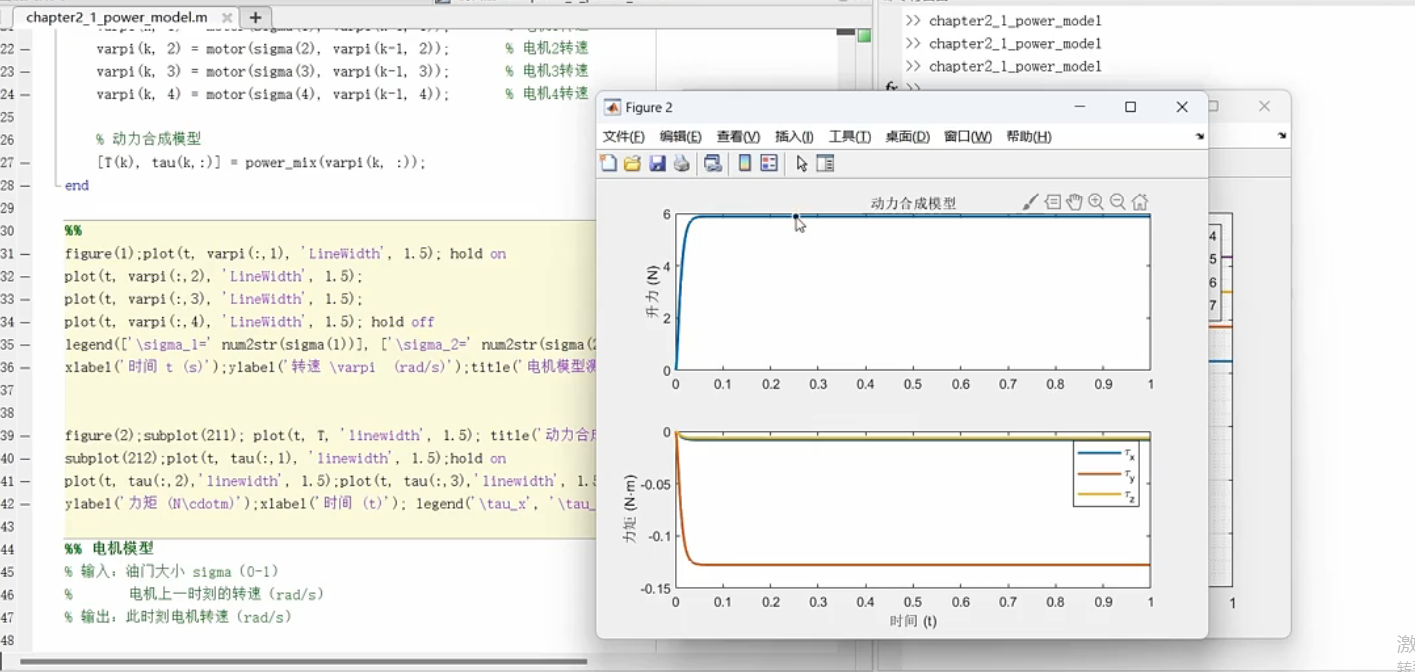 chapter2_1_power_model.m
22 — varpi(k, 2) = motor(sigma(2), varpi(k-1, 2)); % 电机2转速
23 — varpi(k, 3) = motor(sigma(3), varpi(k-1, 3)); % 电机3转速
24 — varpi(k, 4) = motor(sigma(4), varpi(k-1, 4)); % 电机4转速
25
26 % 动力合成模型
27 — [T(k), tau(k,:)] = power_mix(varpi(k, :));
28 — end
29
30 %%
31 — figure(1);plot(t, varpi(:,1), 'LineWidth', 1.5); hold on
32 — plot(t, varpi(:,2), 'LineWidth', 1.5);
33 — plot(t, varpi(:,3), 'LineWidth', 1.5);
34 — plot(t, varpi(:,4), 'LineWidth', 1.5); hold off
35 — legend(['\sigma_1=' num2str(sigma(1))], ['\sigma_2=' num2str(sigma(
36 — xlabel('时间 t (s)');ylabel('转速 \varpi (rad/s)');title('电机模型
37
38
39 — figure(2);subplot(211); plot(t, T, 'linewidth', 1.5); title('动力合
40 — subplot(212);plot(t, tau(:,1), 'linewidth', 1.5);hold on
41 — plot(t, tau(:,2),'linewidth', 1.5);plot(t, tau(:,3),'linewidth', 1.
42 — ylabel('力矩 (N\cdotm)');xlabel('时间 (t)'); legend('\tau_x', '\tau_
43
44 %% 电机模型
45 % 输入：油门大小 sigma (0-1)
46 % 电机上一时刻的转速 (rad/s)
47 % 输出：此时刻电机转速 (rad/s)
48
>> chapter2_1_power_model
>> chapter2_1_power_model
>> chapter2_1_power_model
fx >>
Figure 2
文件(F) 编辑(E) 查看(V) 插入(I) 工具(T) 桌面(D) 窗口(W) 帮助(H)
动力合成模型
升力 (N)
6
4
2
0
0 0.1 0.2 0.3 0.4 0.5 0.6 0.7 0.8 0.9 1
力矩 (N·m)
0
-0.05
-0.1
-0.15
τx
τy
τz
0 0.1 0.2 0.3 0.4 0.5 0.6 0.7 0.8 0.9 1
时间 (t)
4
5
6
7
1
激